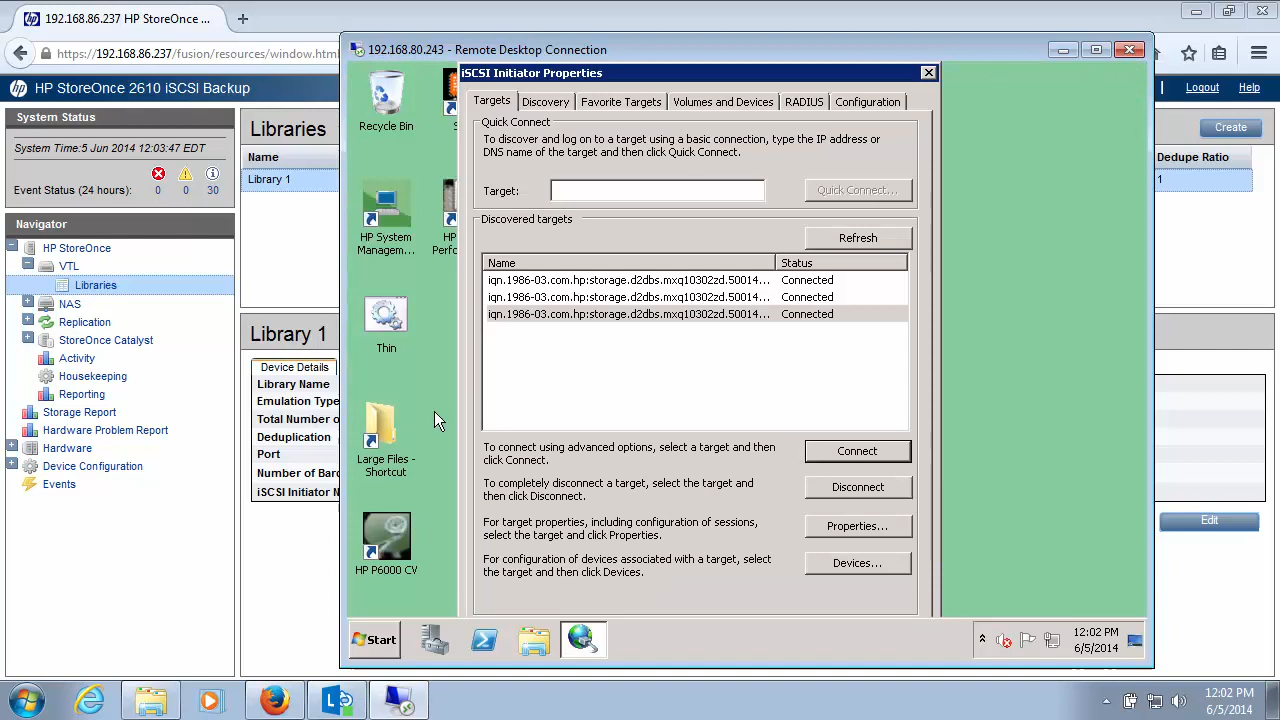 192.168.86.237 HP StoreOnce ...
https://192.168.86.237/fusion/resources/window.html
HP StoreOnce 2610 iSCSI Backup
Logout
Help
System Status
System Time:5 Jun 2014 12:03:47 EDT
Event Status (24 hours)
0
0
30
Navigator
HP StoreOnce
VTL
Libraries
NAS
Replication
StoreOnce Catalyst
Activity
Housekeeping
Reporting
Storage Report
Hardware Problem Report
Hardware
Device Configuration
Events
Libraries
Create
Name
Dedupe Ratio
Library 1
1
Library 1
Device Details
Library Name
Emulation Type
Total Number o
Deduplication
Port
Number of Barc
iSCSI Initiator N
Edit
192.168.80.243 - Remote Desktop Connection
Recycle Bin
HP System
Managem...
HP
Perfo
Thin
Large Files -
Shortcut
HP P6000 CV
iSCSI Initiator Properties
Targets
Discovery
Favorite Targets
Volumes and Devices
RADIUS
Configuration
Quick Connect
To discover and log on to a target using a basic connection, type the IP address or
DNS name of the target and then click Quick Connect.
Target:
Quick Connect...
Discovered targets
Refresh
Name
Status
iqn.1986-03.com.hp:storage.d2dbs.mxq10302zd.50014...
Connected
iqn.1986-03.com.hp:storage.d2dbs.mxq10302zd.50014...
Connected
iqn.1986-03.com.hp:storage.d2dbs.mxq10302zd.50014...
Connected
To connect using advanced options, select a target and then
click Connect.
Connect
To completely disconnect a target, select the target and
then click Disconnect.
Disconnect
For target properties, including configuration of sessions,
select the target and click Properties.
Properties...
For configuration of devices associated with a target, select
the target and then click Devices.
Devices...
Start
12:02 PM
6/5/2014
12:02 PM
6/5/2014